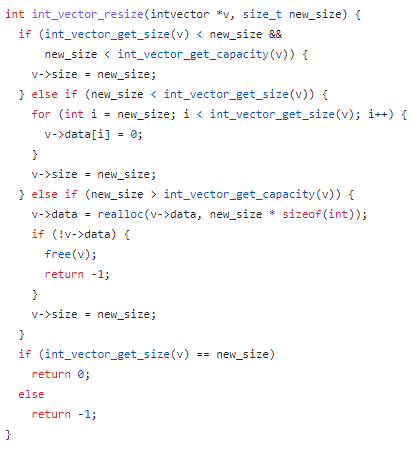 int int_vector_resize(intvector *v, size_t new_size) {
  if (int_vector_get_size(v) < new_size &&
      new_size < int_vector_get_capacity(v)) {
    v->size = new_size;
  } else if (new_size < int_vector_get_size(v)) {
    for (int i = new_size; i < int_vector_get_size(v); i++) {
      v->data[i] = 0;
    }
    v->size = new_size;
  } else if (new_size > int_vector_get_capacity(v)) {
    v->data = realloc(v->data, new_size * sizeof(int));
    if (!v->data) {
      free(v);
      return -1;
    }
    v->size = new_size;
  }
  if (int_vector_get_size(v) == new_size)
    return 0;
  else
    return -1;
}